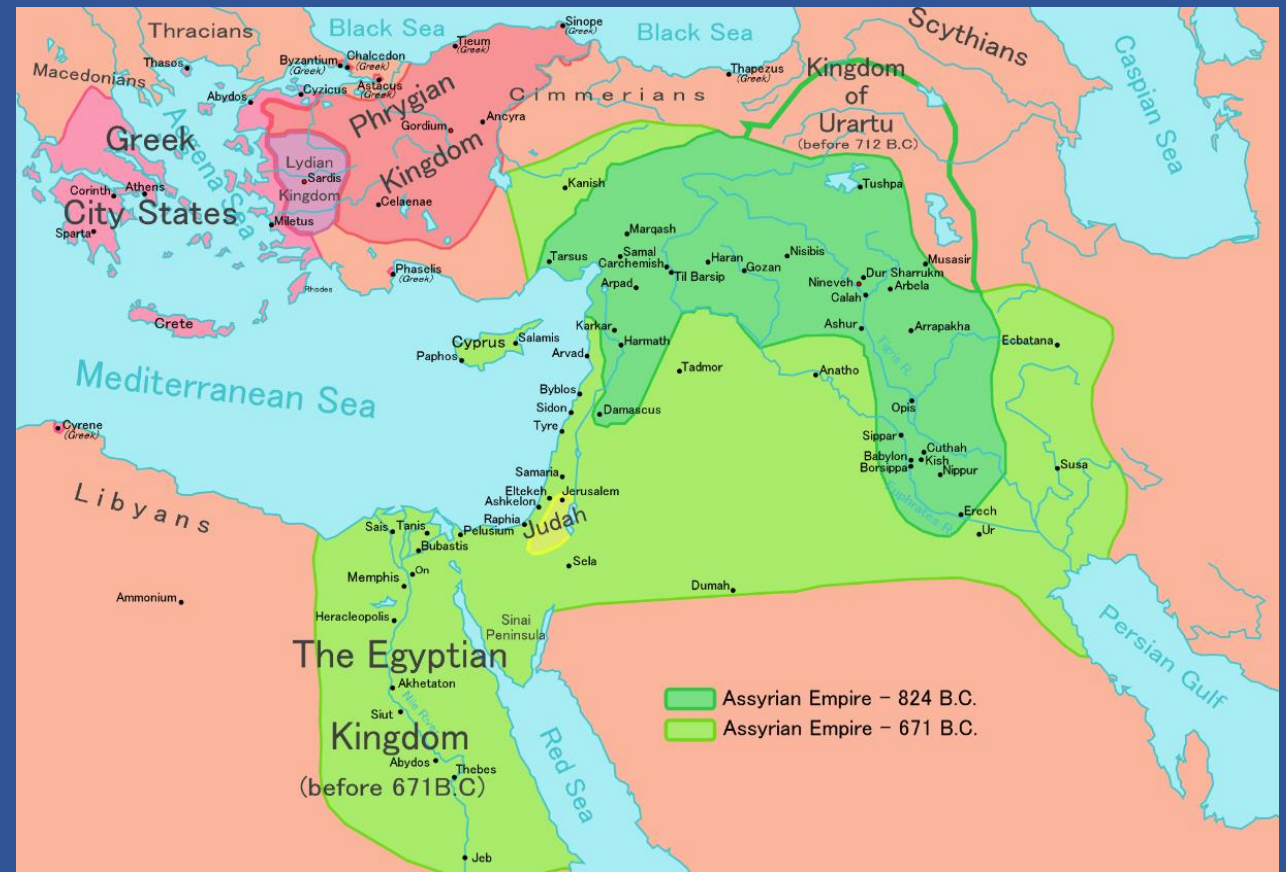 Thracians
Black Sea
Sinope
(Greek)
Black Sea
Scythians
Caspian Sea
Macedonians
Thasos
Byzantium
(Greek)
Chalcedon
(Greek)
Tieum
(Greek)
Astacus
(Greek)
Thapezus
(Greek)
Kingdom
of
Urartu
(before 712 B.C)
Abydos
Cyzicus
Cimmerians
Phrygian
Kingdom
Gordium
Ancyra
Greek
City States
Aegena Sea
Lydian
Kingdom
Sardis
Corinth
Athens
Sparta
Miletus
Celaenae
Kanish
Tushpa
Phaselis
(Greek)
Rhodes
Crete
Tarsus
Marqash
Samal
Carchemish
Til Barsip
Arpad
Haran
Gozan
Nisibis
Musasir
Dur Sharrukm
Nineveh
Arbela
Calah
Ashur
Arrapakha
Ecbatana
Cyprus
Salamis
Paphos
Karkar
Harmath
Arvad
Tadmor
Anatho
Tigris R.
Mediterranean Sea
Byblos
Sidon
Tyre
Damascus
Opis
Sippar
Cuthah
Babylon
Kish
Borsippa
Nippur
Susa
Cyrene
(Greek)
Libyans
Samaria
Eltekeh
Jerusalem
Ashkelon
Raphia
Judah
Euphrates R.
Erech
Ur
Sais
Tanis
Pelusium
Bubastis
Sela
Memphis
On
Dumah
Ammonium
Heracleopolis
Sinai
Peninsula
Persian Gulf
The Egyptian
Kingdom
(before 671B.C)
Akhetaton
Siut
Nile River
Abydos
Thebes
Red Sea
Jeb
Assyrian Empire - 824 B.C.
Assyrian Empire - 671 B.C.